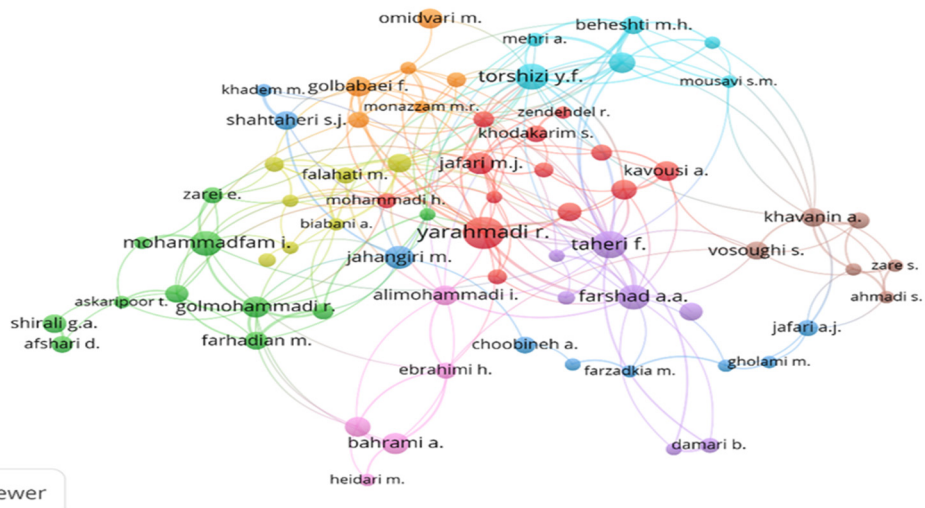 omidvari m.
beheshti m.h.
mehri a.
torshizi y.f.
mousavi s.m.
khadem m.
golbabaei f.
monazzam m.r.
zendehdel r.
shahtaheri s.j.
khodakarim s.
jafari m.j.
kavousi a.
falahati m.
zarei e.
mohammadi h.
khavanin a.
biabani a.
yarahmadi r.
mohammadfam i.
taheri f.
vosoughi s.
jahangiri m.
zare s.
alimohammadi i.
farshad a.a.
ahmadi s.
askaripoor t.
golmohammadi r.
shirali g.a.
jafari a.j.
afshari d.
farhadian m.
choobineh a.
gholami m.
ebrahimi h.
farzadkia m.
bahrami a.
damari b.
heidari m.
ewer